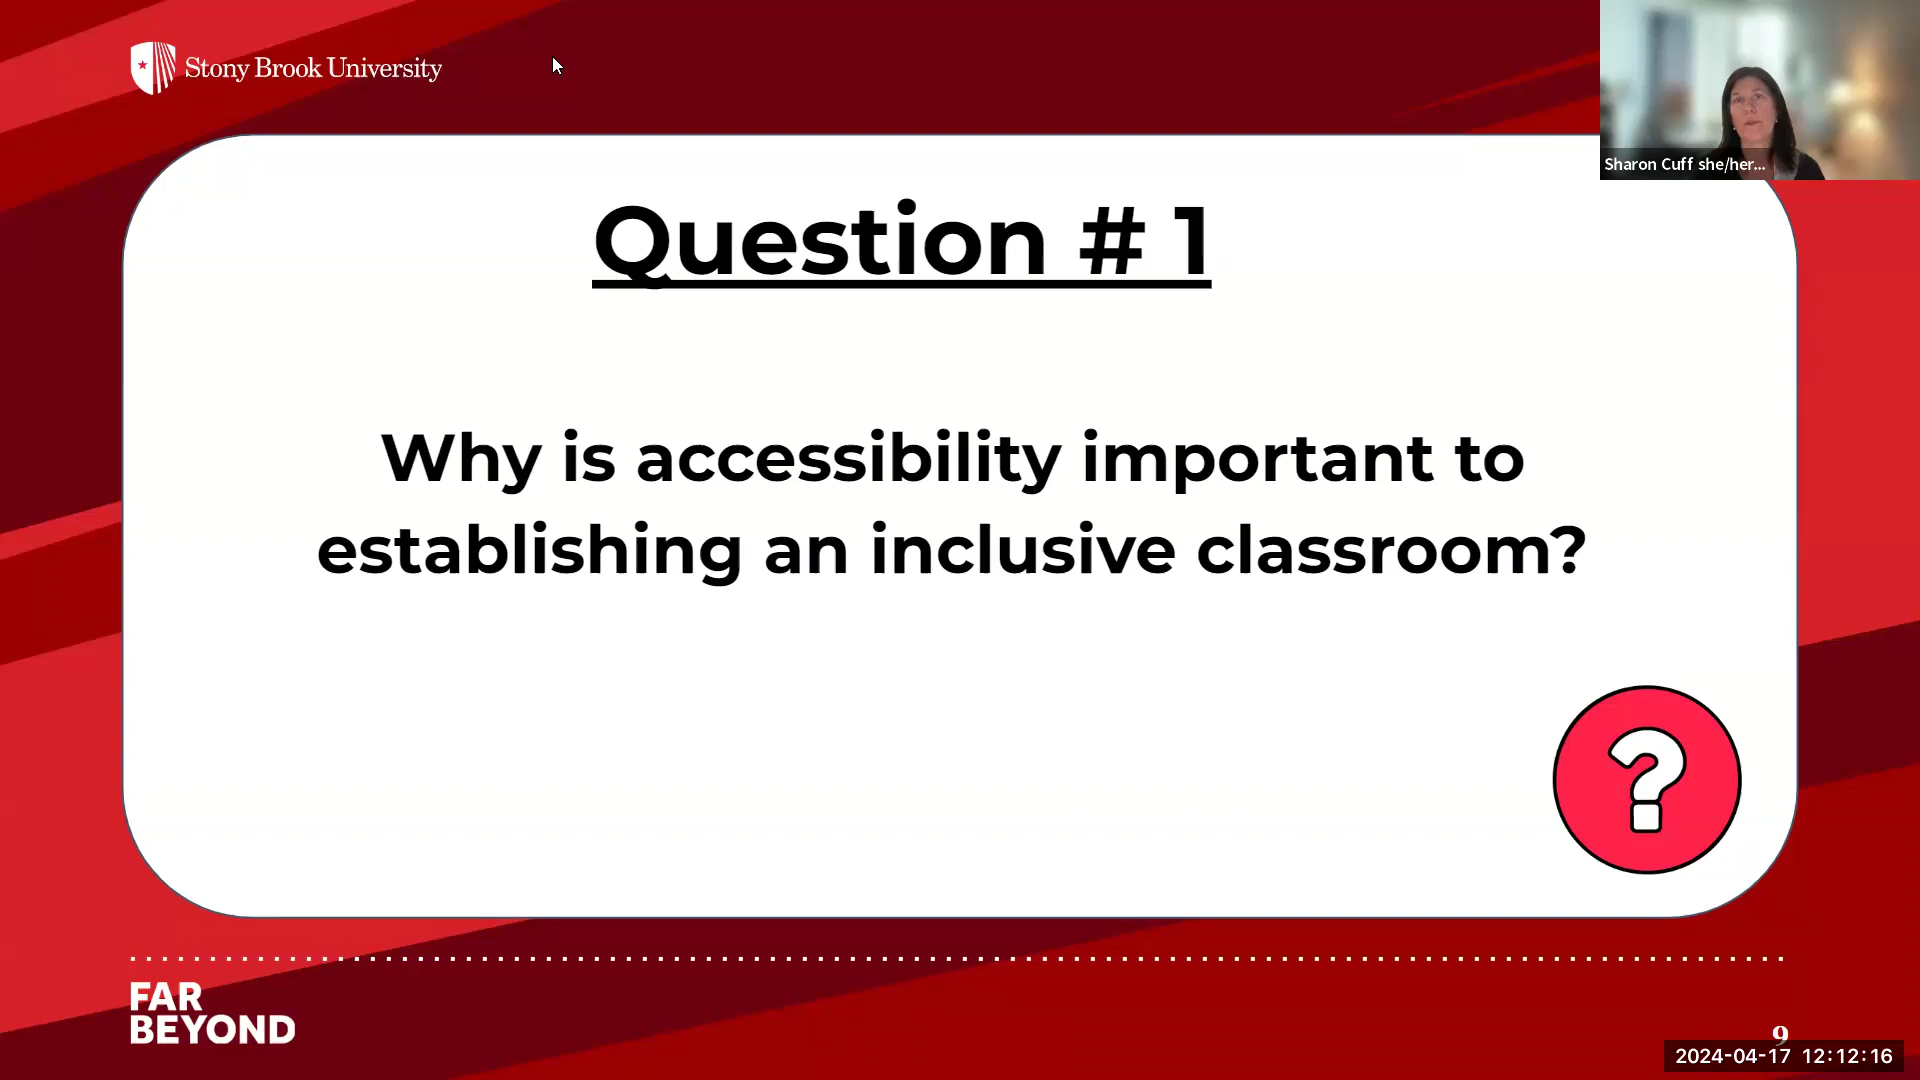 Stony Brook University
Sharon Cuff she/her...
Question # 1
Why is accessibility important to
establishing an inclusive classroom?
?
FAR
BEYOND
9
2024-04-17 12:12:16